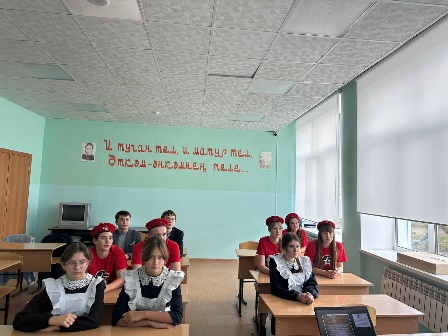 И туган тел, и матур тел,
Әткәм-әнкәмнең теле...